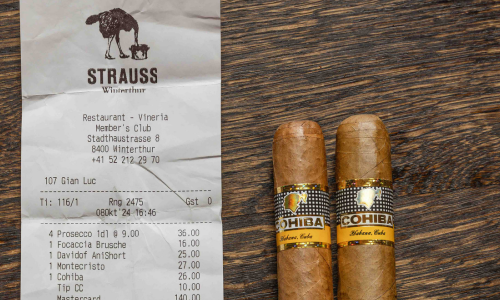 STRAUSS
Winterthur
Restaurant - Vineria
Member's Club
Stadthausstrasse 8
8400 Winterthur
+41 52 212 29 70
107 Gian Luc
Ti: 116/1 Rng 2475 Gst 0
08Okt'24 16:46
4 Prosecco 1dl @ 9.00 36.00
1 Focaccia Brusche 16.00
1 Davidof AniShort 25.00
1 Montecristo 27.00
1 Cohiba 26.00
Tip CC 10.00
Mastercard 140.00
COHIBA
Habana, Cuba
COHIBA
Habana, Cuba